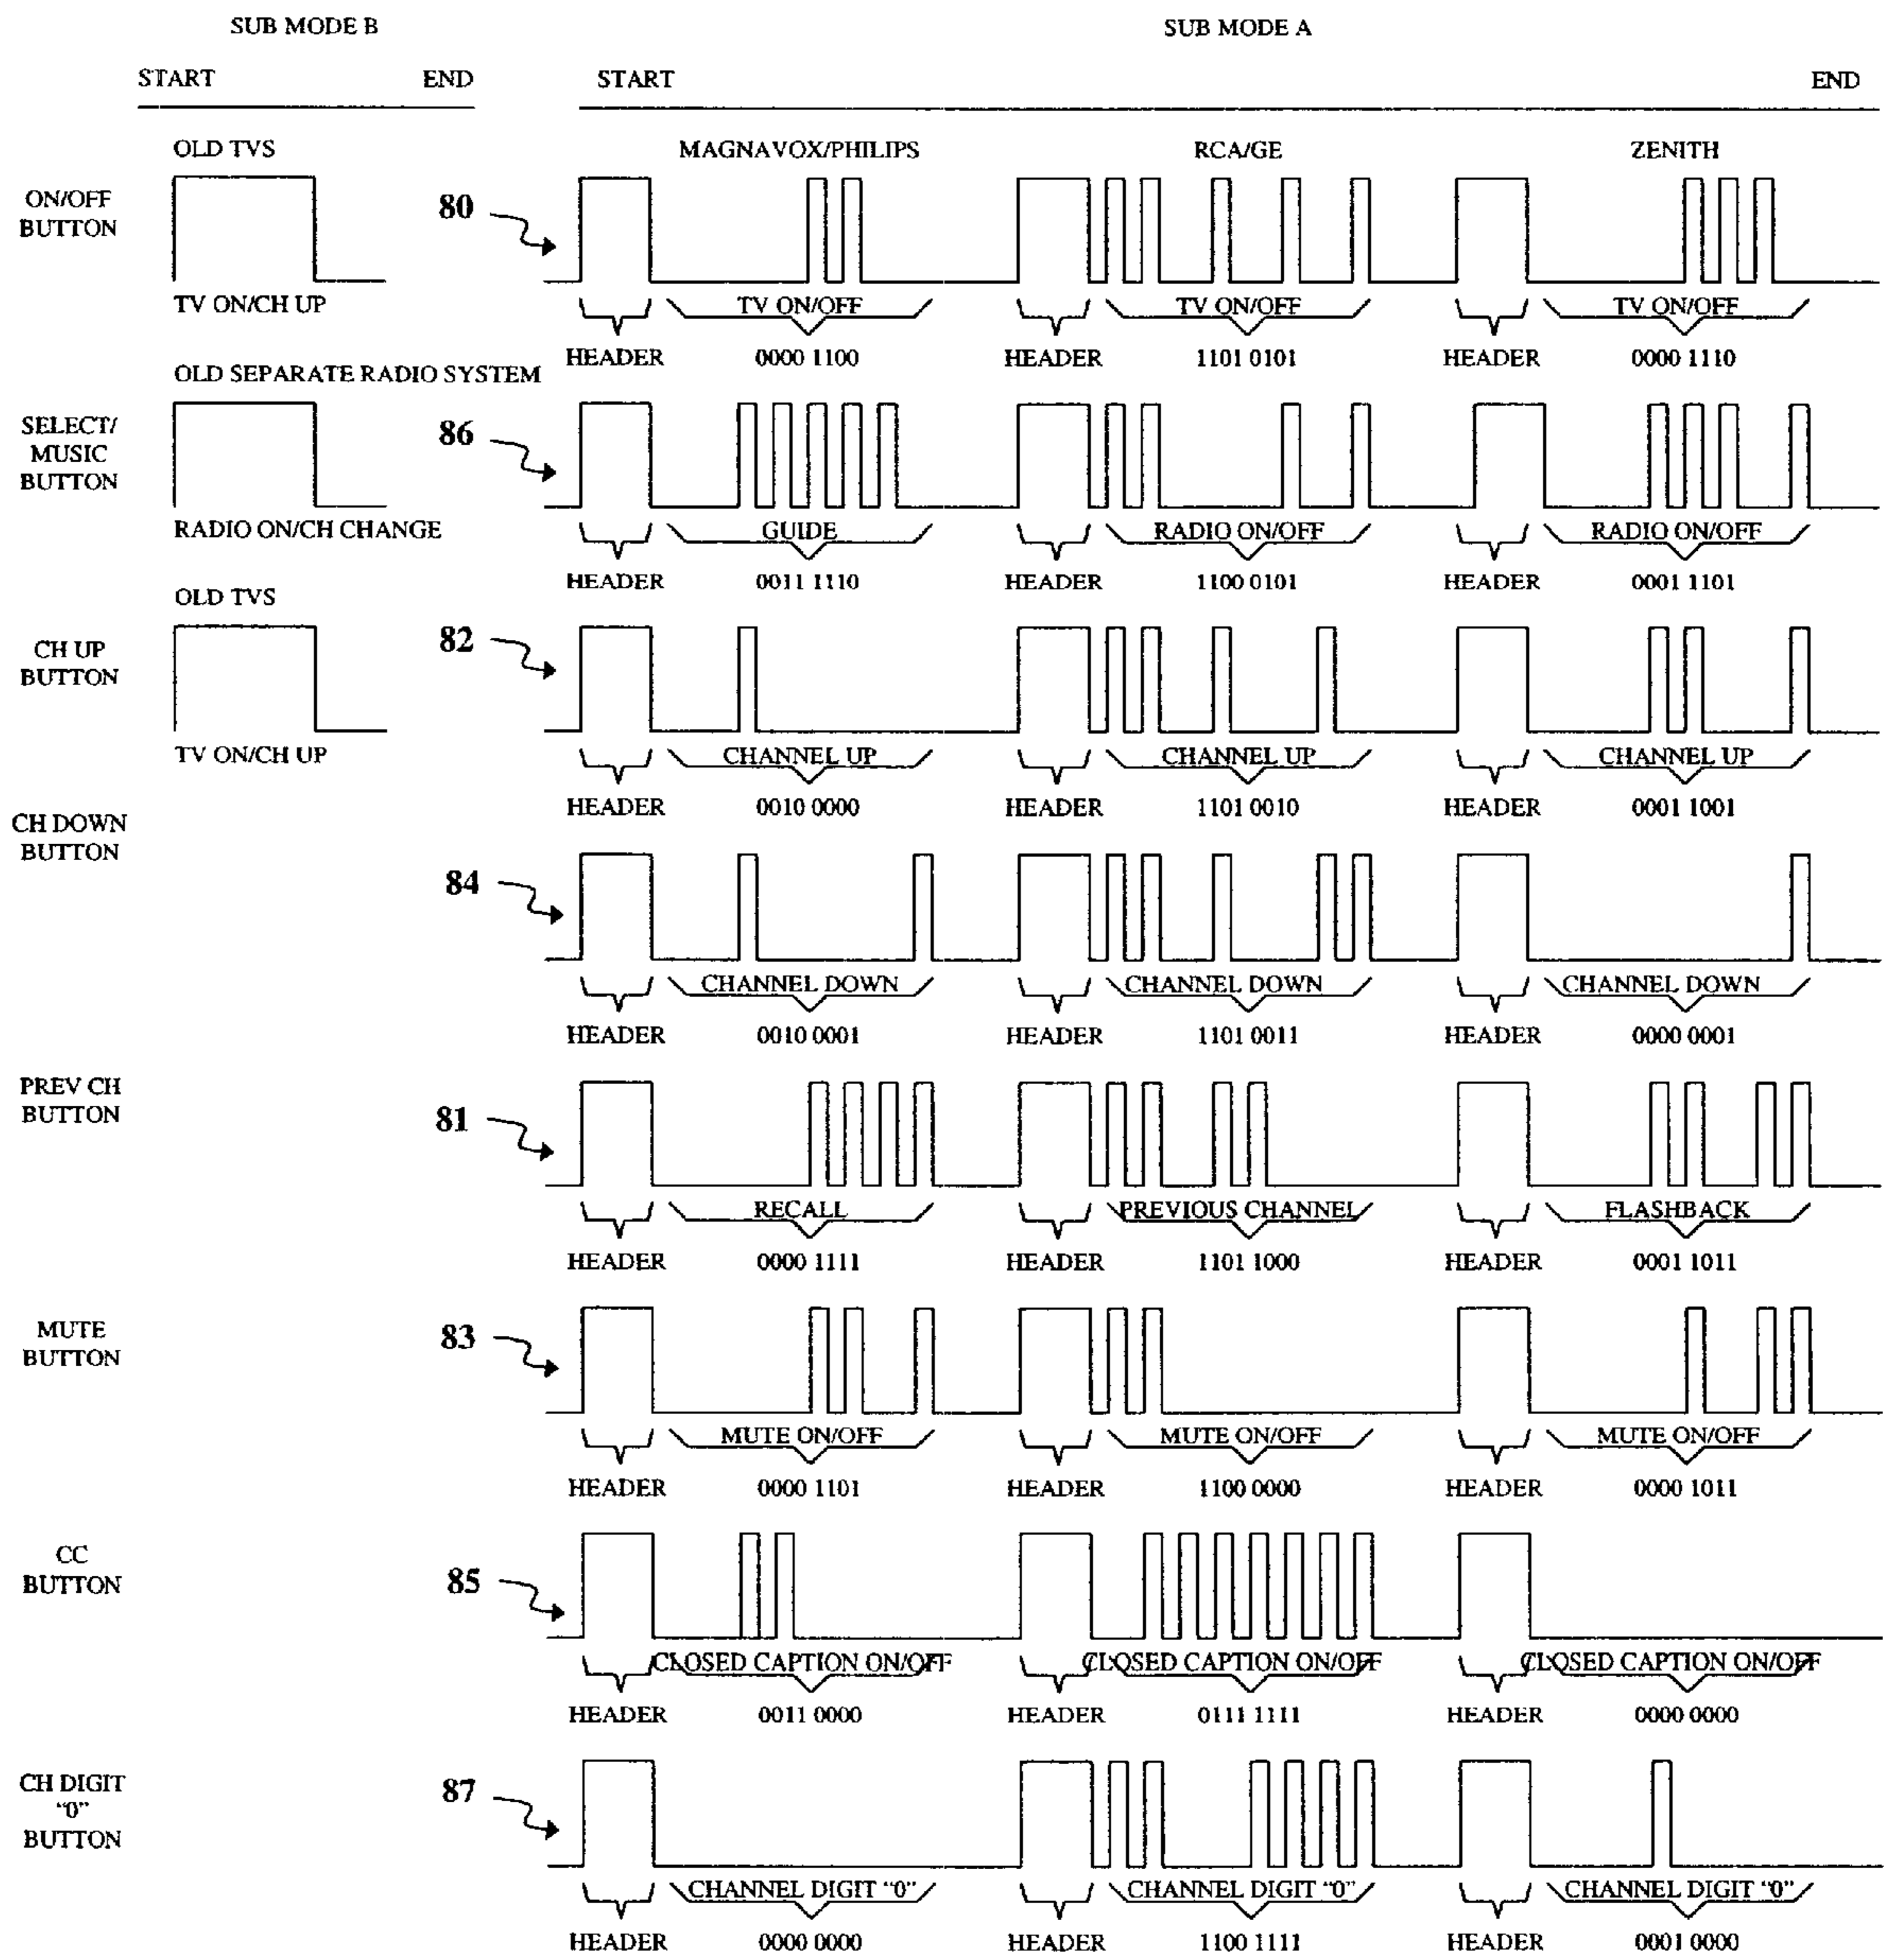 SUB MODE B SUB MODE A
START END START END
OLD TVS MAGNAVOX/PHILIPS RCA/GE ZENITH
ON/OFF
BUTTON
80
TV ON/CH UP TV ON/OFF TV ON/OFF TV ON/OFF
HEADER 0000 1100 HEADER 1101 0101 HEADER 0000 1110
OLD SEPARATE RADIO SYSTEM
SELECT/
MUSIC
BUTTON
86
RADIO ON/CH CHANGE GUIDE RADIO ON/OFF RADIO ON/OFF
HEADER 0011 1110 HEADER 1100 0101 HEADER 0001 1101
OLD TVS
CH UP
BUTTON
82
TV ON/CH UP CHANNEL UP CHANNEL UP CHANNEL UP
HEADER 0010 0000 HEADER 1101 0010 HEADER 0001 1001
CH DOWN
BUTTON
84
CHANNEL DOWN CHANNEL DOWN CHANNEL DOWN
HEADER 0010 0001 HEADER 1101 0011 HEADER 0000 0001
PREV CH
BUTTON
81
RECALL PREVIOUS CHANNEL FLASHBACK
HEADER 0000 1111 HEADER 1101 1000 HEADER 0001 1011
MUTE
BUTTON
83
MUTE ON/OFF MUTE ON/OFF MUTE ON/OFF
HEADER 0000 1101 HEADER 1100 0000 HEADER 0000 1011
CC
BUTTON
85
CLOSED CAPTION ON/OFF CLOSED CAPTION ON/OFF CLOSED CAPTION ON/OFF
HEADER 0011 0000 HEADER 0111 1111 HEADER 0000 0000
CH DIGIT
“0”
BUTTON
87
CHANNEL DIGIT “0” CHANNEL DIGIT “0” CHANNEL DIGIT “0”
HEADER 0000 0000 HEADER 1100 1111 HEADER 0001 0000